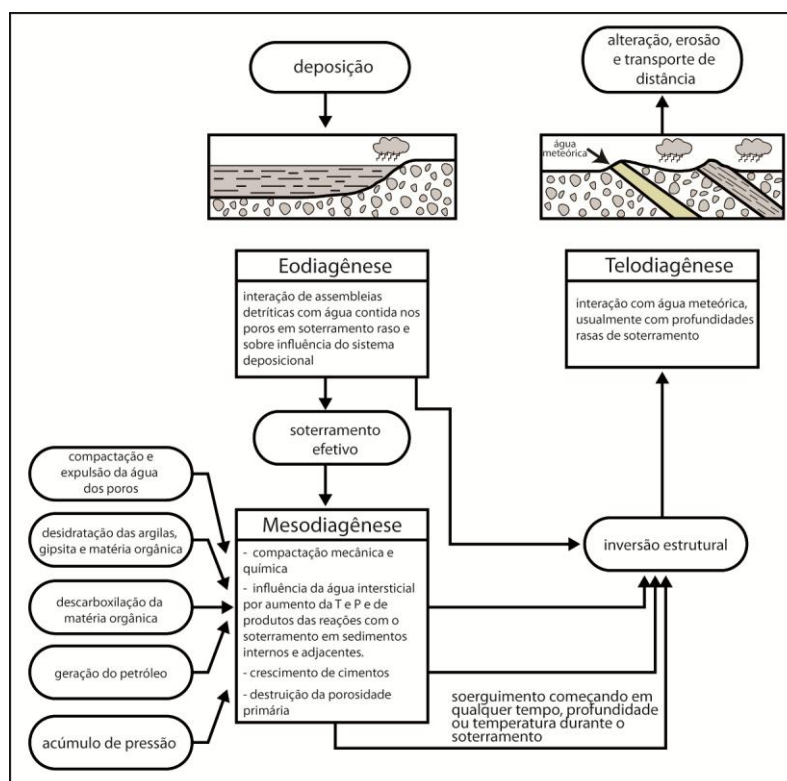 deposição
alteração, erosão
e transporte de
distância
água
meteórica
Eodiagênese
interação de assembleias
detríticas com água contida nos
poros em soterramento raso e
sobre influência do sistema
deposicional
Telodiagênese
interação com água meteórica,
usualmente com profundidades
rasas de soterramento
soterramento
efetivo
compactação e
expulsão da água
dos poros
desidratação das argilas,
gipsita e matéria orgânica
descarboxilação da
matéria orgânica
geração do petróleo
acúmulo de pressão
Mesodiagênese
- compactação mecânica e
química
- influência da água intersticial
por aumento da T e P e de
produtos das reações com o
soterramento em sedimentos
internos e adjacentes.
- crescimento de cimentos
- destruição da porosidade
primária
inversão estrutural
soerguimento começando em
qualquer tempo, profundidade
ou temperatura durante o
soterramento